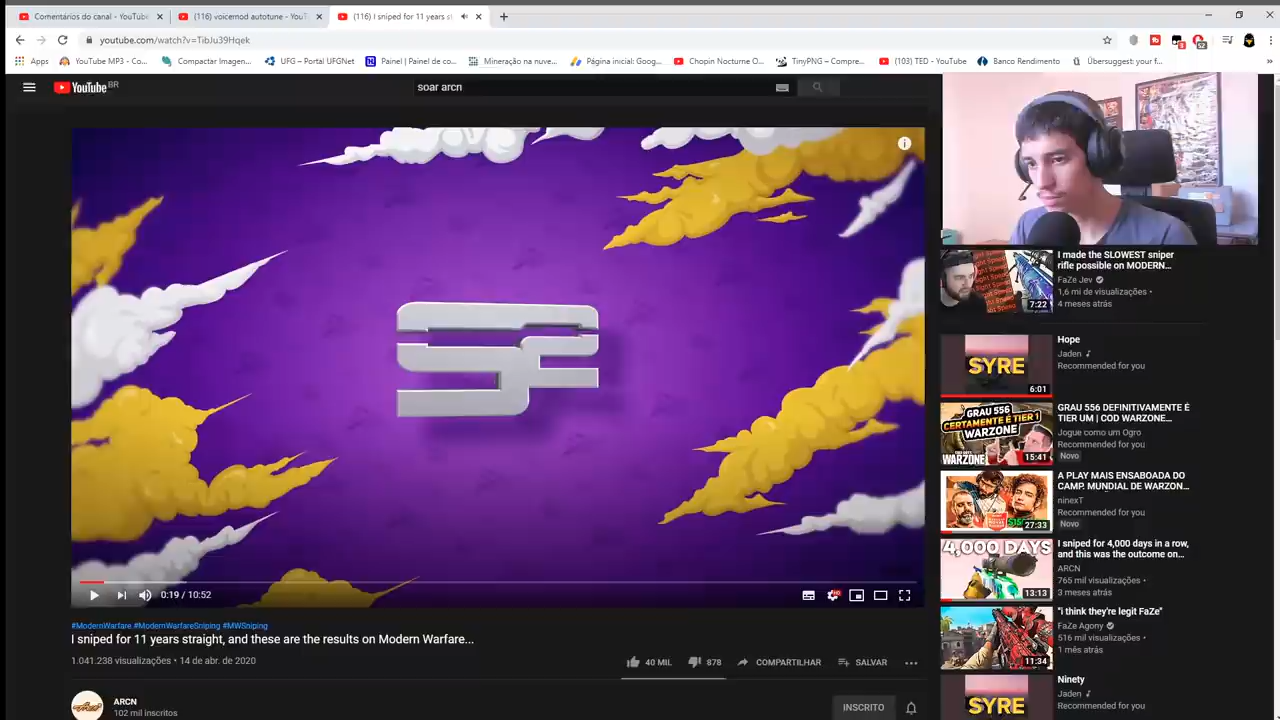 Comentários do canal - YouTube
(116) voicemod autotune - YouT
(116) I sniped for 11 years st
youtube.com/watch?v=TibJu39Hqek
3
52
Apps
YouTube MP3 - Co...
Compactar Imagen...
UFG – Portal UFGNet
Painel | Painel de co...
Mineração na nuve...
Página inicial: Goog...
Chopin Nocturne O...
TinyPNG – Compre...
(103) TED - YouTube
Banco Rendimento
Übersuggest: your f...
YouTube BR
soar arcn
0:19 / 10:52
HD
#ModernWarfare #ModernWarfareSniping #MWSniping
I sniped for 11 years straight, and these are the results on Modern Warfare...
1.041.238 visualizações • 14 de abr. de 2020
40 MIL
878
COMPARTILHAR
SALVAR
ARCN
102 mil inscritos
INSCRITO
7:22
I made the SLOWEST sniper
rifle possible on MODERN...
FaZe Jev
1,6 mi de visualizações •
4 meses atrás
SYRE
6:01
Hope
Jaden
Recommended for you
GRAU 556
CERTAMENTE É TIER 1
WARZONE
15:41
GRAU 556 DEFINITIVAMENTE É
TIER UM | COD WARZONE...
Jogue como um Ogro
Recommended for you
Novo
27:33
A PLAY MAIS ENSABOADA DO
CAMP. MUNDIAL DE WARZON...
ninexT
Recommended for you
Novo
4,000 DAYS
13:13
I sniped for 4,000 days in a row,
and this was the outcome on...
ARCN
765 mil visualizações •
3 meses atrás
11:34
"i think they're legit FaZe"
FaZe Agony
516 mil visualizações •
1 mês atrás
SYRE
Ninety
Jaden
Recommended for you